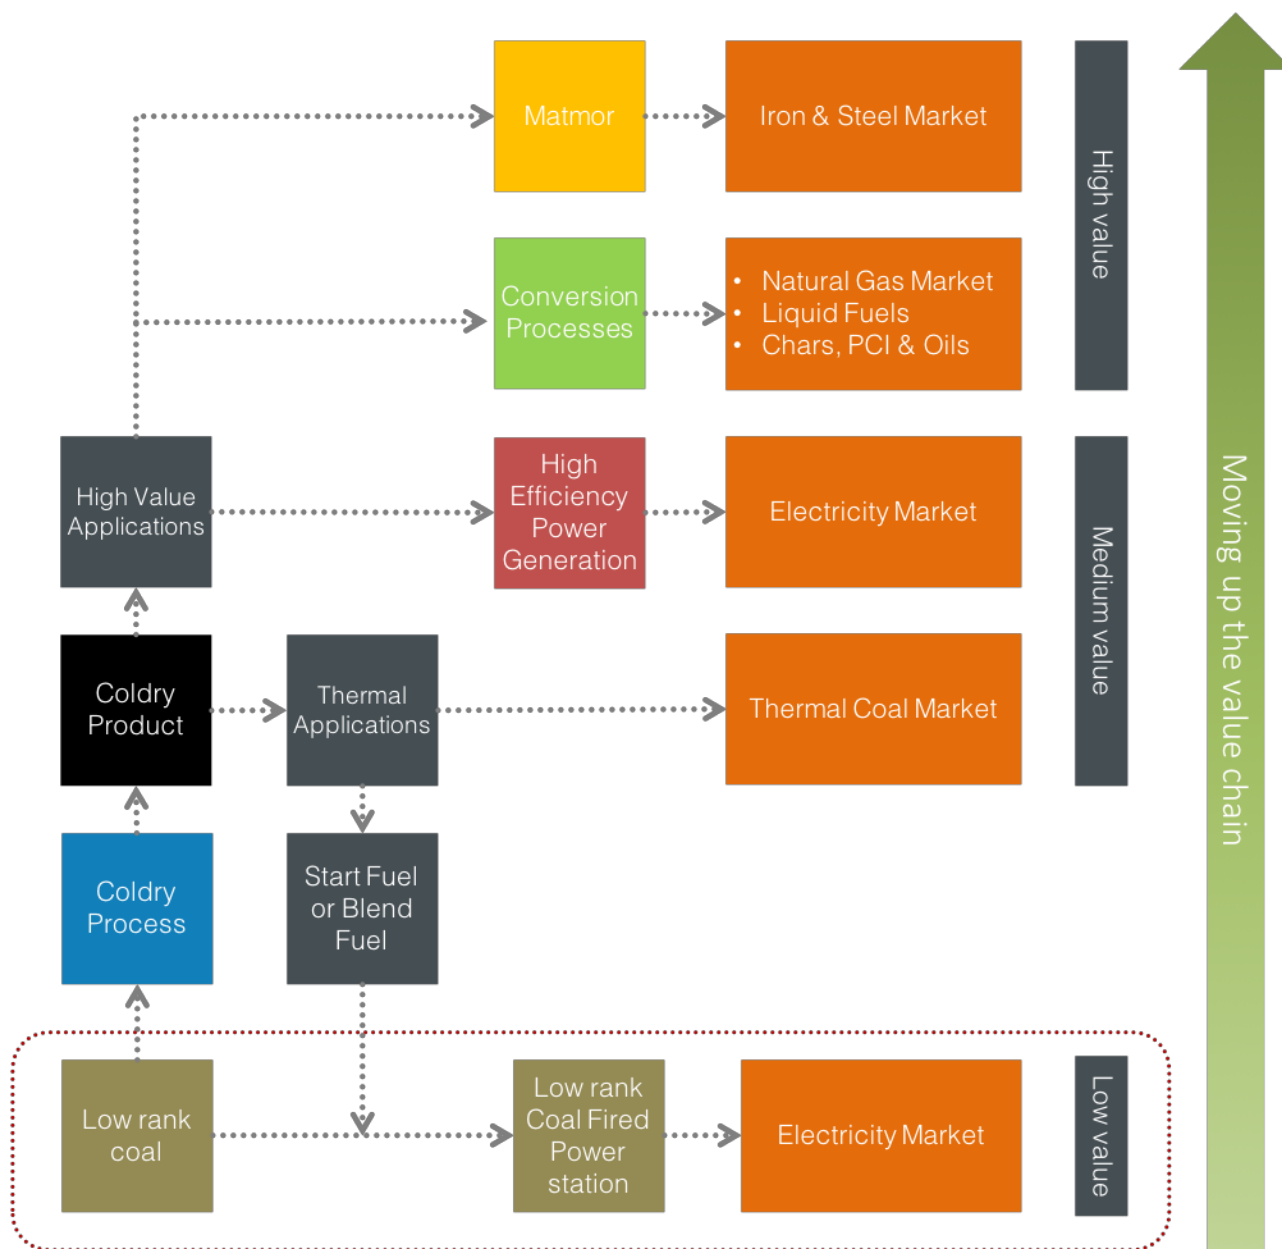 Matmor
Iron & Steel Market
High value
Conversion
Processes
• Natural Gas Market
• Liquid Fuels
• Chars, PCI & Oils
High Value
Applications
High
Efficiency
Power
Generation
Electricity Market
Medium value
Moving up the value chain
Coldry
Product
Thermal
Applications
Thermal Coal Market
Coldry
Process
Start Fuel
or Blend
Fuel
Low rank
coal
Low rank
Coal Fired
Power
station
Electricity Market
Low value